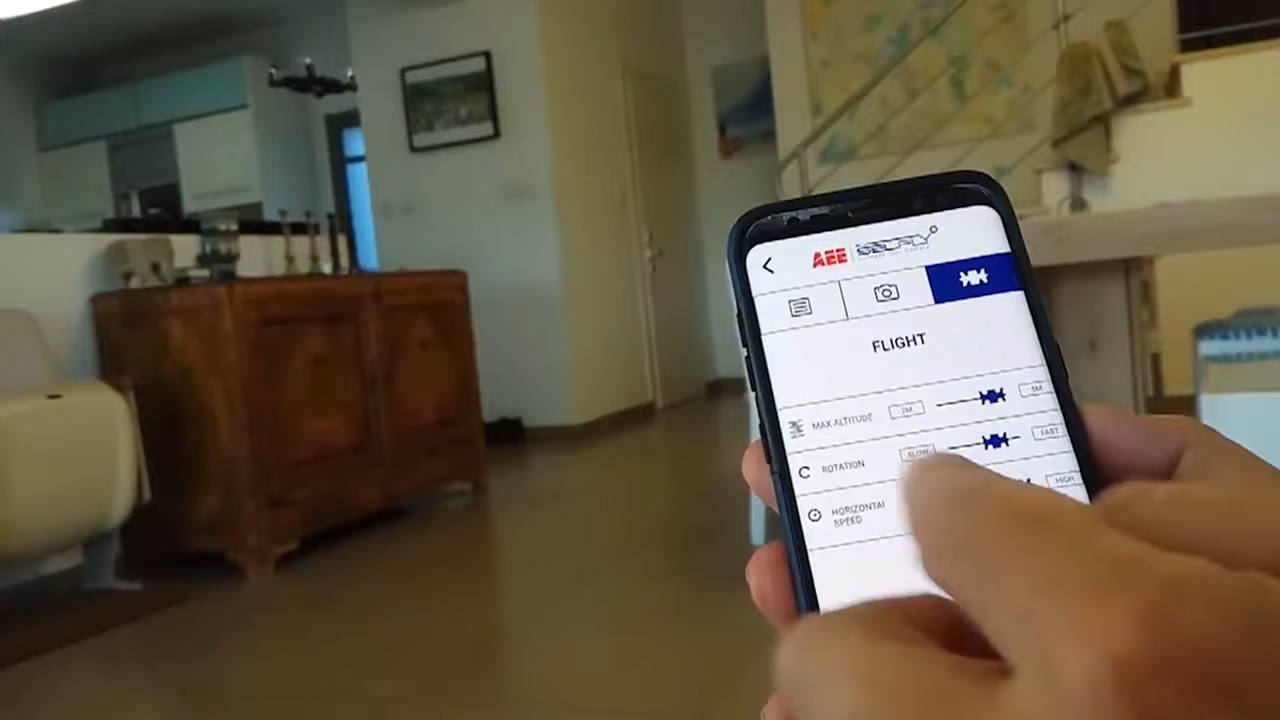 AEE SELFLY
FLIGHT
MAX ALTITUDE 2M 5M
ROTATION SLOW FAST
HORIZONTAL
SPEED HIGH